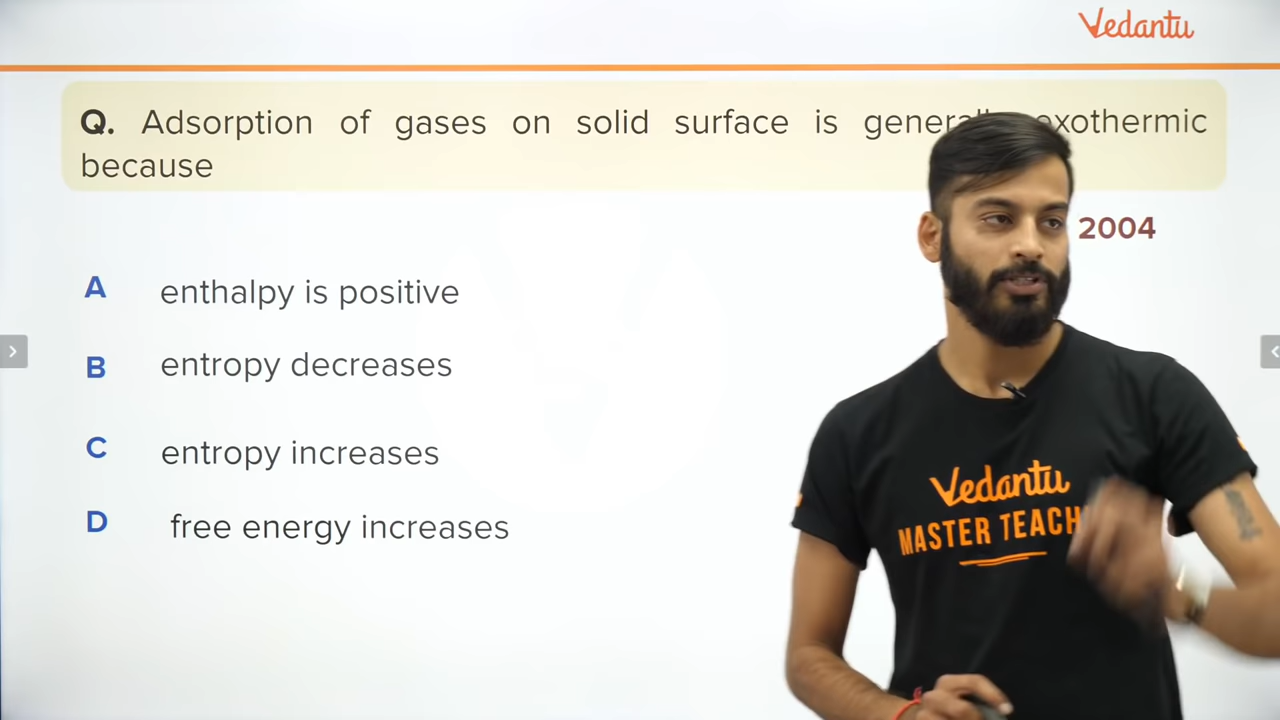 Vedantu
Q. Adsorption of gases on solid surface is exothermic
because
2004
A enthalpy is positive
B entropy decreases
C entropy increases
D free energy increases
Vedantu
MASTER